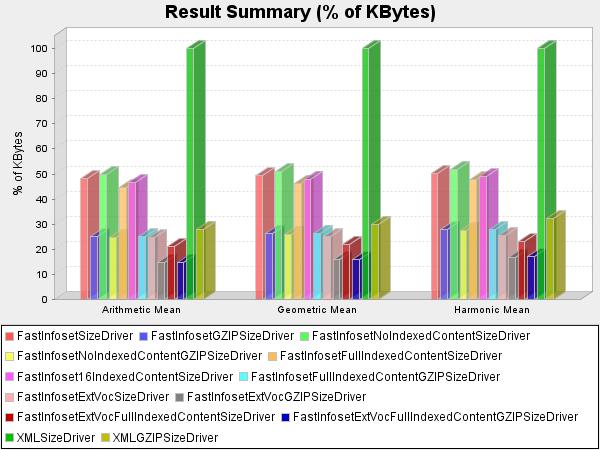 Result Summary (% of KBytes)
% of KBytes
100
90
80
70
60
50
40
30
20
10
0
Arithmetic Mean Geometric Mean Harmonic Mean
FastInfosetSizeDriver FastInfosetGZIPSizeDriver FastInfosetNoIndexedContentSizeDriver
FastInfosetNoIndexedContentGZIPSizeDriver FastInfosetFullIndexedContentSizeDriver
FastInfoset16IndexedContentSizeDriver FastInfosetFullIndexedContentGZIPSizeDriver
FastInfosetExtVocSizeDriver FastInfosetExtVocGZIPSizeDriver
FastInfosetExtVocFullIndexedContentSizeDriver FastInfosetExtVocFullIndexedContentGZIPSizeDriver
XMLSizeDriver XMLGZIPSizeDriver